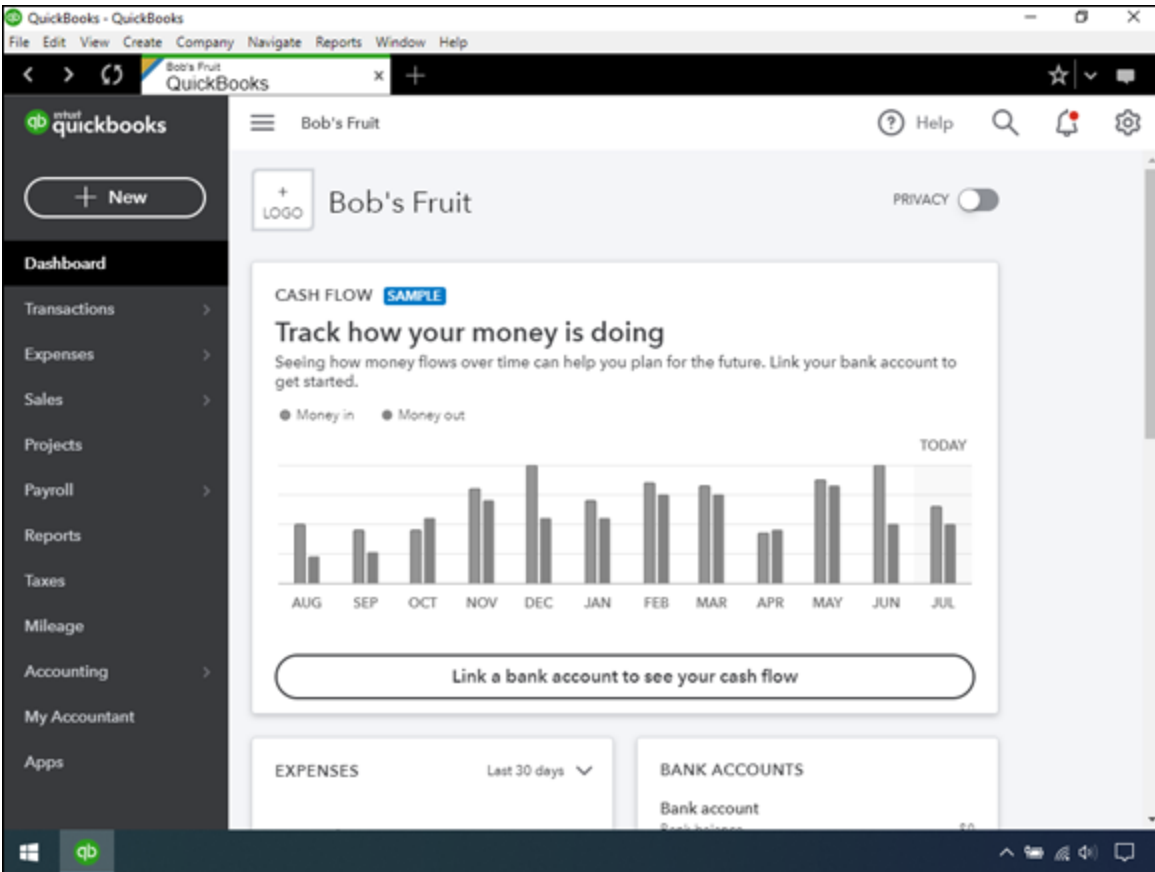 QuickBooks - QuickBooks
File Edit View Create Company Navigate Reports Window Help
Bob's Fruit
QuickBooks
intuit
quickbooks
Bob's Fruit
Help
New
LOGO
Bob's Fruit
PRIVACY
Dashboard
Transactions
Expenses
Sales
Projects
Payroll
Reports
Taxes
Mileage
Accounting
My Accountant
Apps
CASH FLOW SAMPLE
Track how your money is doing
Seeing how money flows over time can help you plan for the future. Link your bank account to
get started.
Money in Money out
TODAY
AUG SEP OCT NOV DEC JAN FEB MAR APR MAY JUN JUL
Link a bank account to see your cash flow
EXPENSES Last 30 days
BANK ACCOUNTS
Bank account
Bank balance $0
qb